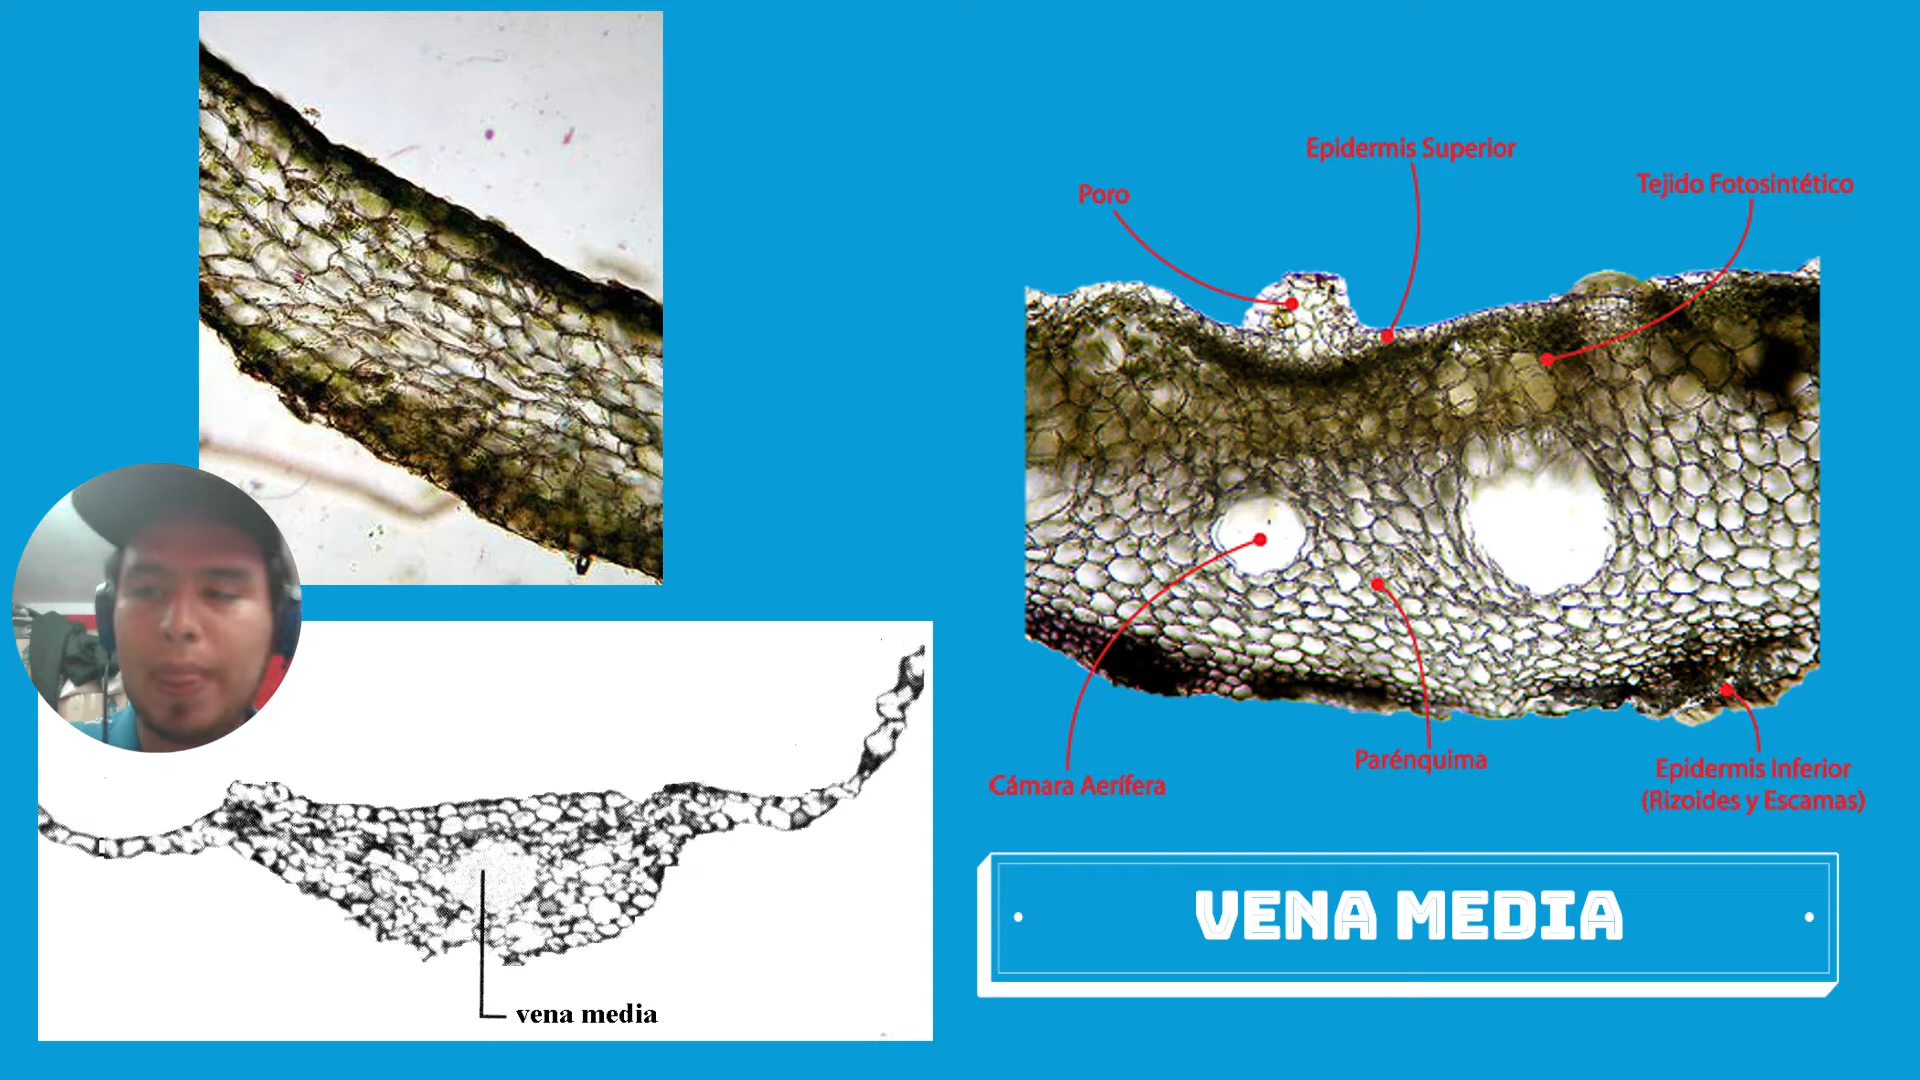 Epidermis Superior
Poro
Tejido Fotosintético
Cámara Aerífera
Parénquima
Epidermis Inferior
(Rizoides y Escamas)
VENA MEDIA
vena media